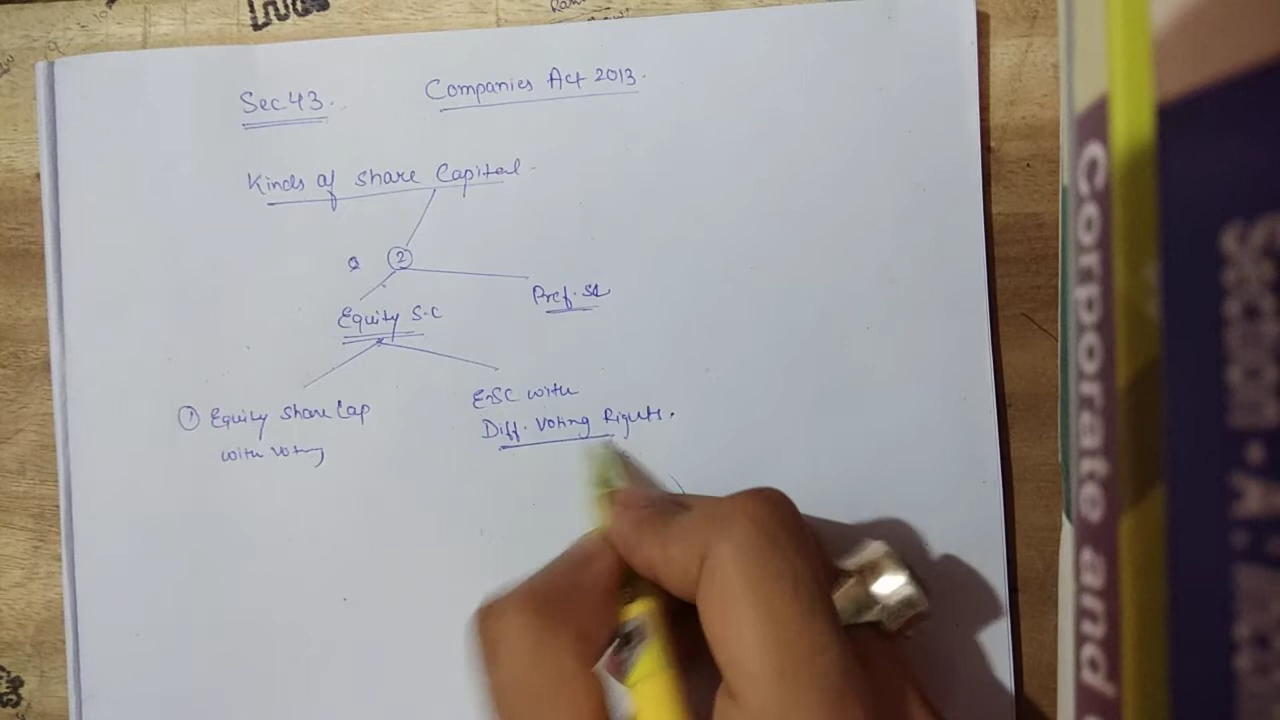 Sec 43.
Companies Act 2013.
Kinds of Share Capital
2
Equity S.C
Pref. SC
① Equity Share Cap
with voting
ESC with
Diff. Voting Rights.
Corporate and
Section - A: